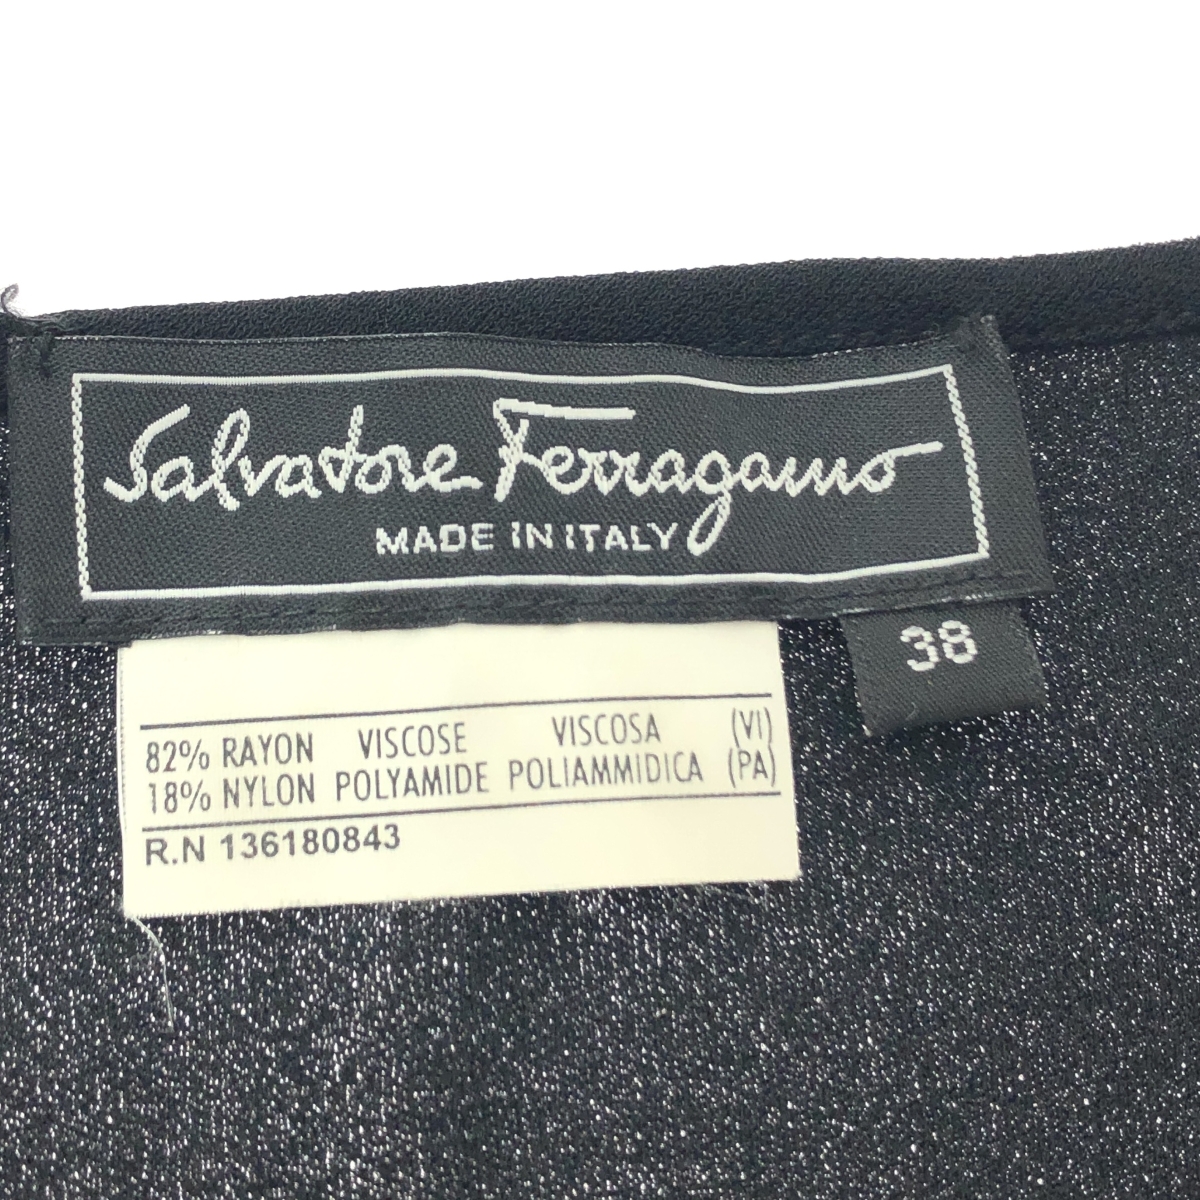 Salvatore Ferragamo
MADE IN ITALY
38
82% RAYON VISCOSE VISCOSA (VI)
18% NYLON POLYAMIDE POLIAMMIDICA (PA)
R.N 136180843